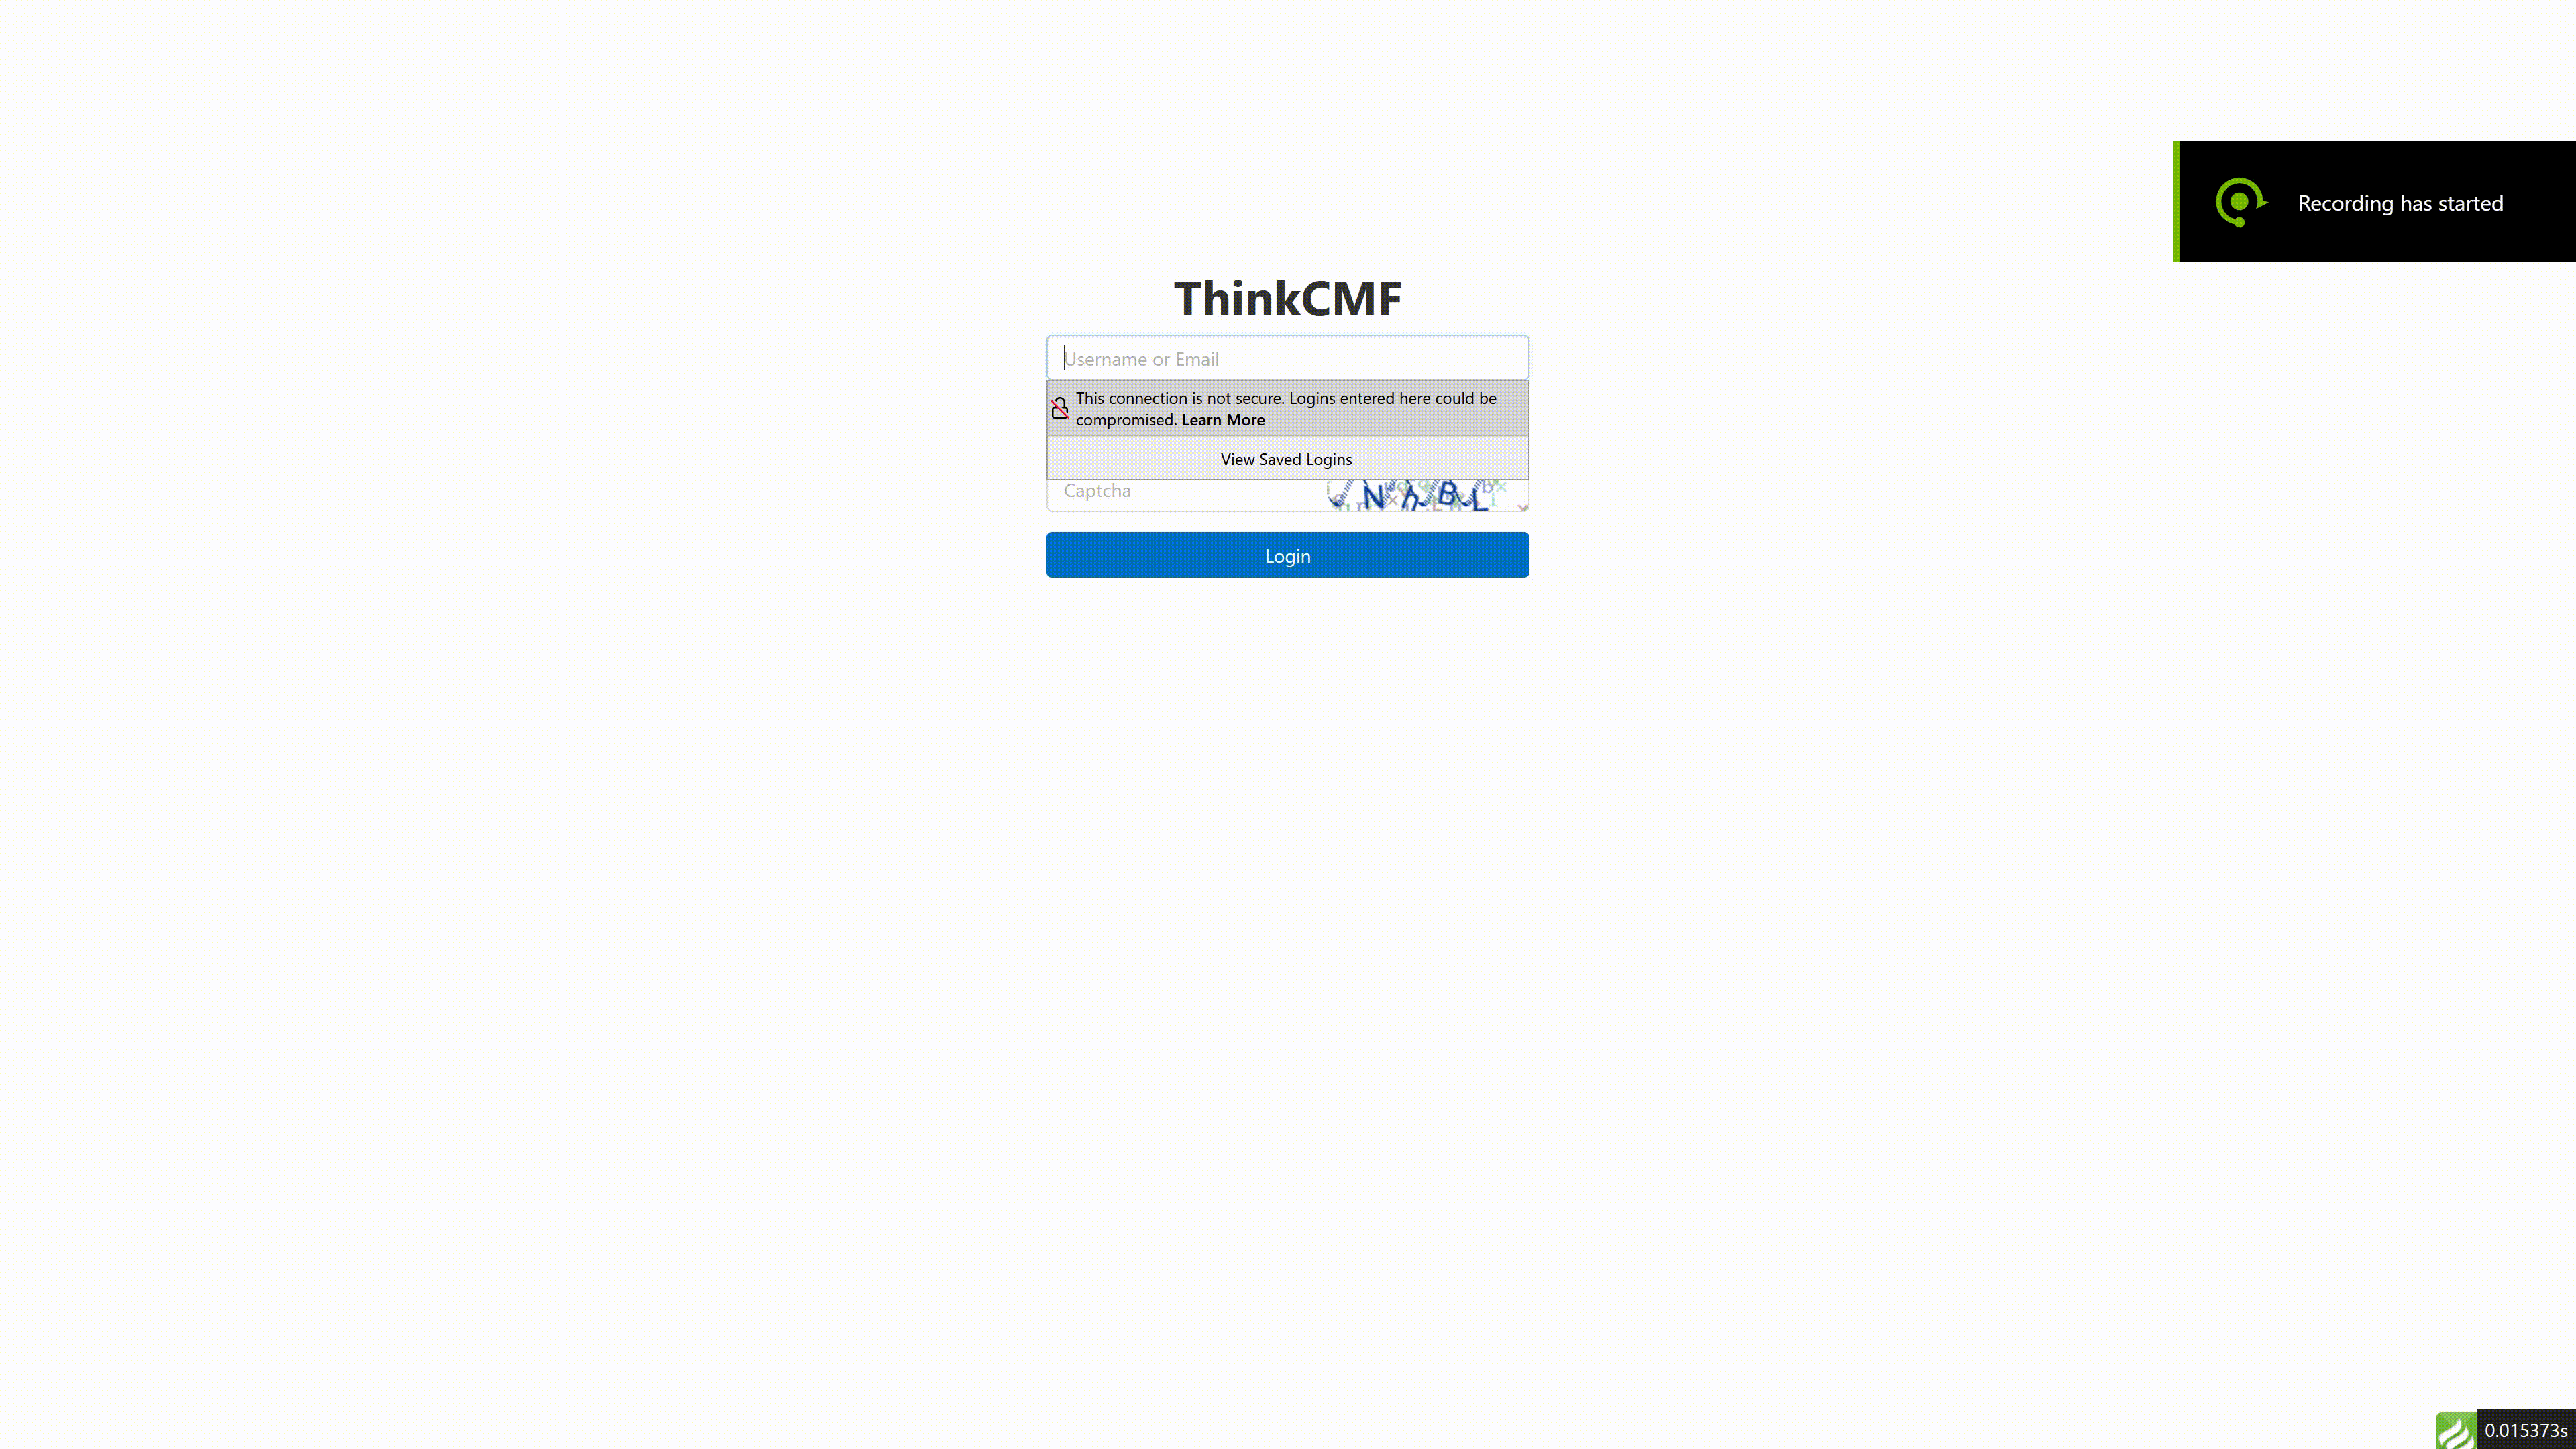 Recording has started
ThinkCMF
Username or Email
This connection is not secure. Logins entered here could be
compromised. Learn More
View Saved Logins
Captcha
Login
0.015373s